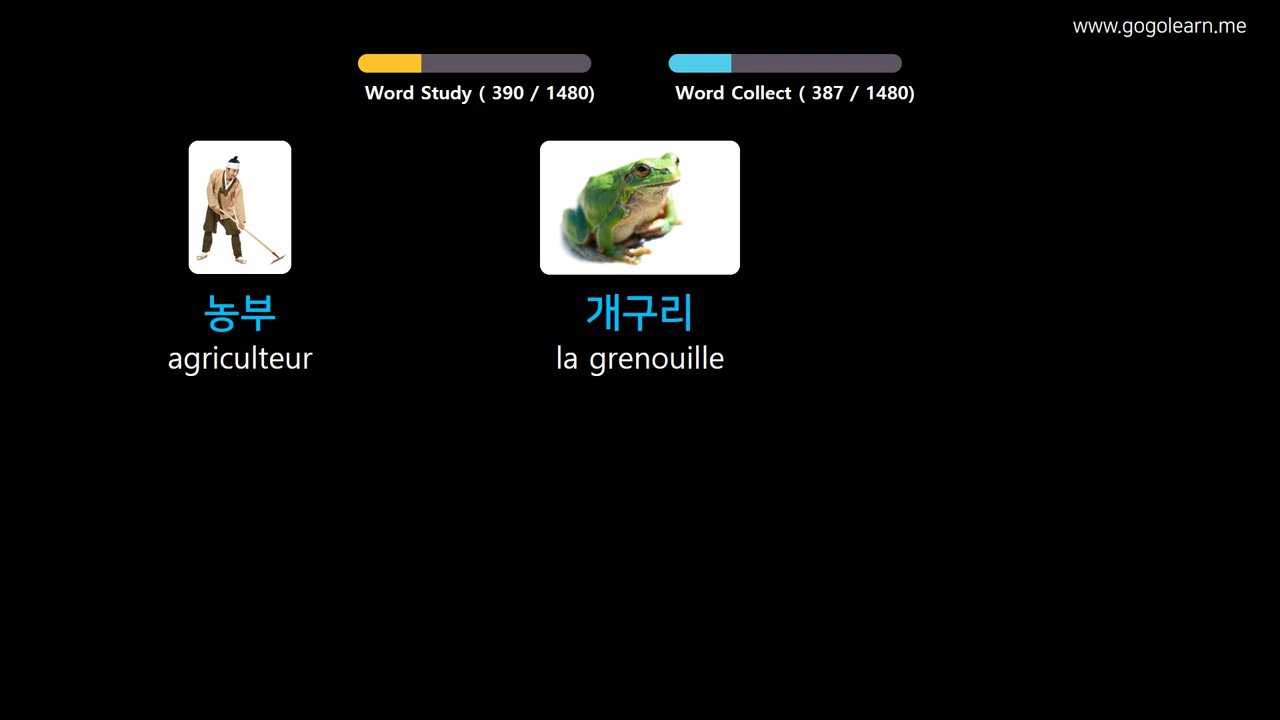 www.gogolearn.me
Word Study ( 390 / 1480)
Word Collect ( 387 / 1480)
농부
agriculteur
개구리
la grenouille